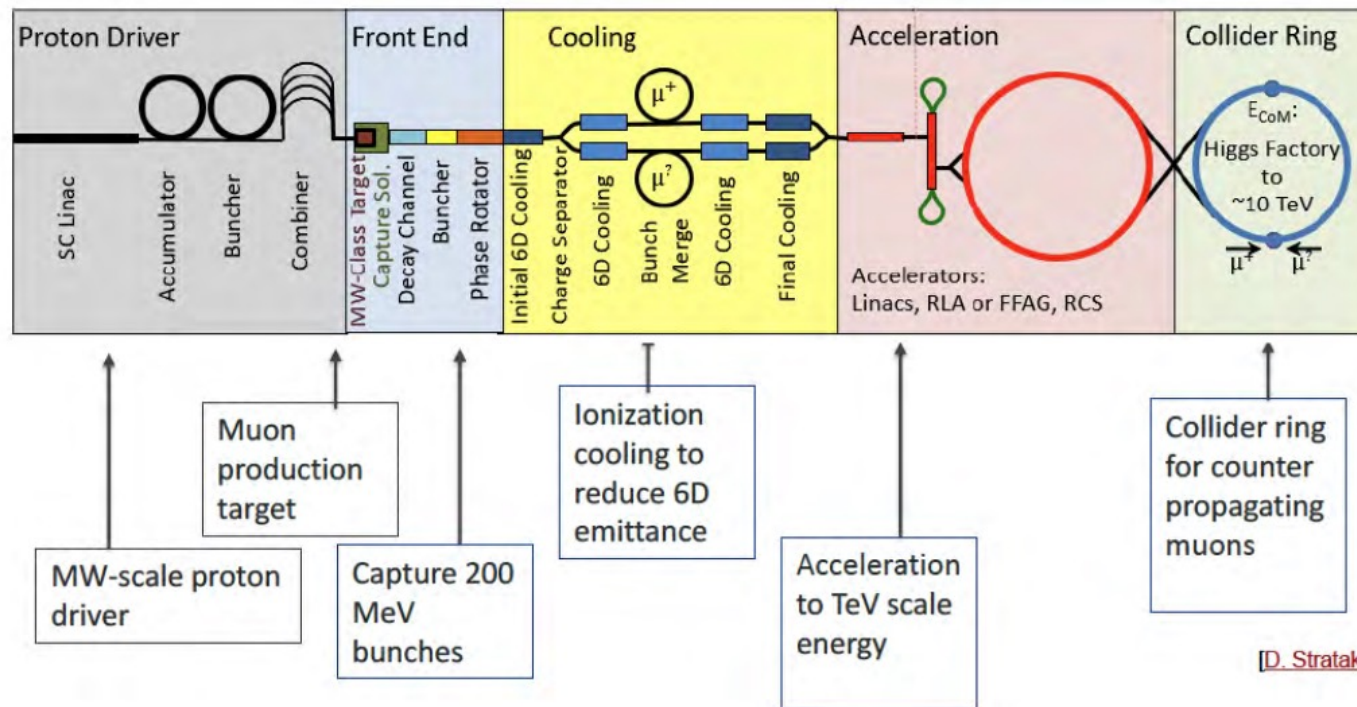 Proton Driver
Front End
Cooling
Acceleration
Collider Ring
SC Linac
Accumulator
Buncher
Combiner
MW-Class Target
Capture Sol.
Decay Channel
Buncher
Phase Rotator
Initial 6D Cooling
Charge Separator
6D Cooling
Bunch
Merge
6D Cooling
Final Cooling
μ+
μ?
Accelerators:
Linacs, RLA or FFAG, RCS
ECoM:
Higgs Factory
to
~10 TeV
μ+ μ?
MW-scale proton
driver
Muon
production
target
Capture 200
MeV
bunches
Ionization
cooling to
reduce 6D
emittance
Acceleration
to TeV scale
energy
Collider ring
for counter
propagating
muons
[D. Stratak